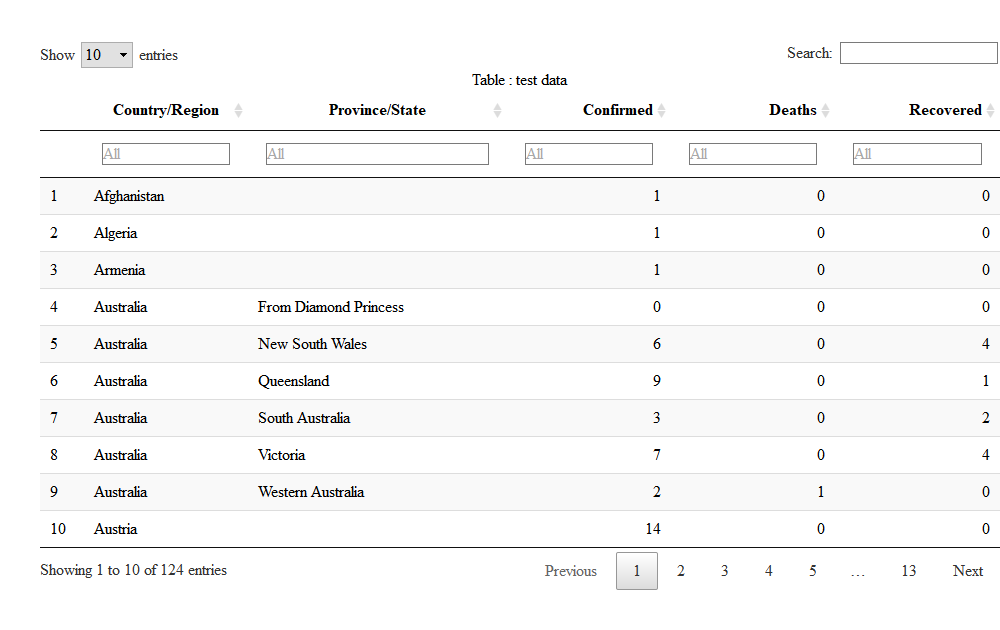 Show 10 entries Search:
Table : test data
Country/Region Province/State Confirmed Deaths Recovered
All All All All All
1 Afghanistan 1 0 0
2 Algeria 1 0 0
3 Armenia 1 0 0
4 Australia From Diamond Princess 0 0 0
5 Australia New South Wales 6 0 4
6 Australia Queensland 9 0 1
7 Australia South Australia 3 0 2
8 Australia Victoria 7 0 4
9 Australia Western Australia 2 1 0
10 Austria 14 0 0
Showing 1 to 10 of 124 entries Previous 1 2 3 4 5 … 13 Next